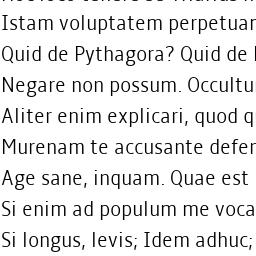 Istam voluptatem perpetuam
Quid de Pythagora? Quid de
Negare non possum. Occultu
Aliter enim explicari, quod q
Murenam te accusante defen
Age sane, inquam. Quae est
Si enim ad populum me voca
Si longus, levis; Idem adhuc;